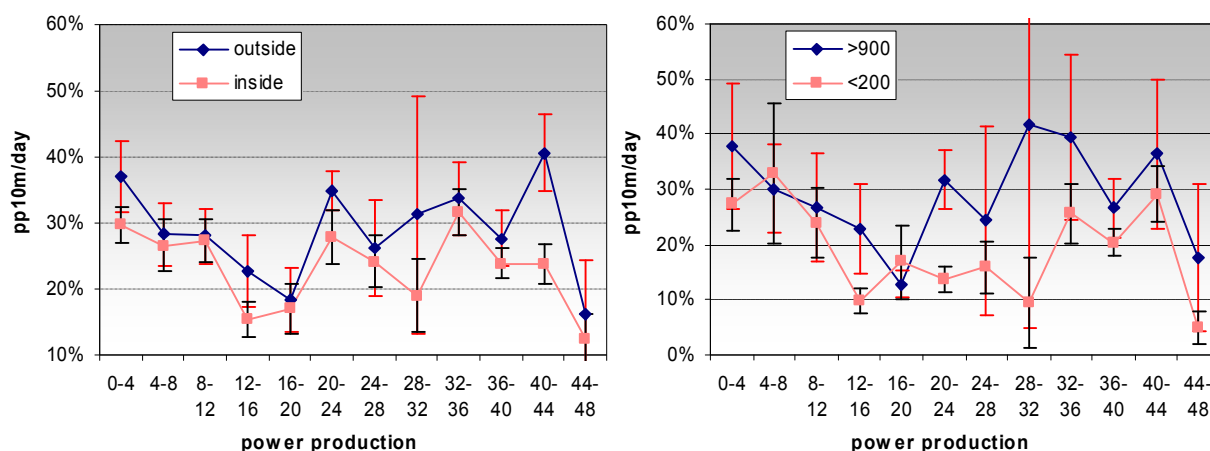 60%
50%
40%
30%
20%
10%
pp10m/day
outside
inside
0-4 4-8 8- 12- 16- 20- 24- 28- 32- 36- 40- 44-
12 16 20 24 28 32 36 40 44 48
power production
60%
50%
40%
30%
20%
10%
0%
pp10m/day
>900
<200
0-4 4-8 8- 12- 16- 20- 24- 28- 32- 36- 40- 44-
12 16 20 24 28 32 36 40 44 48
power production